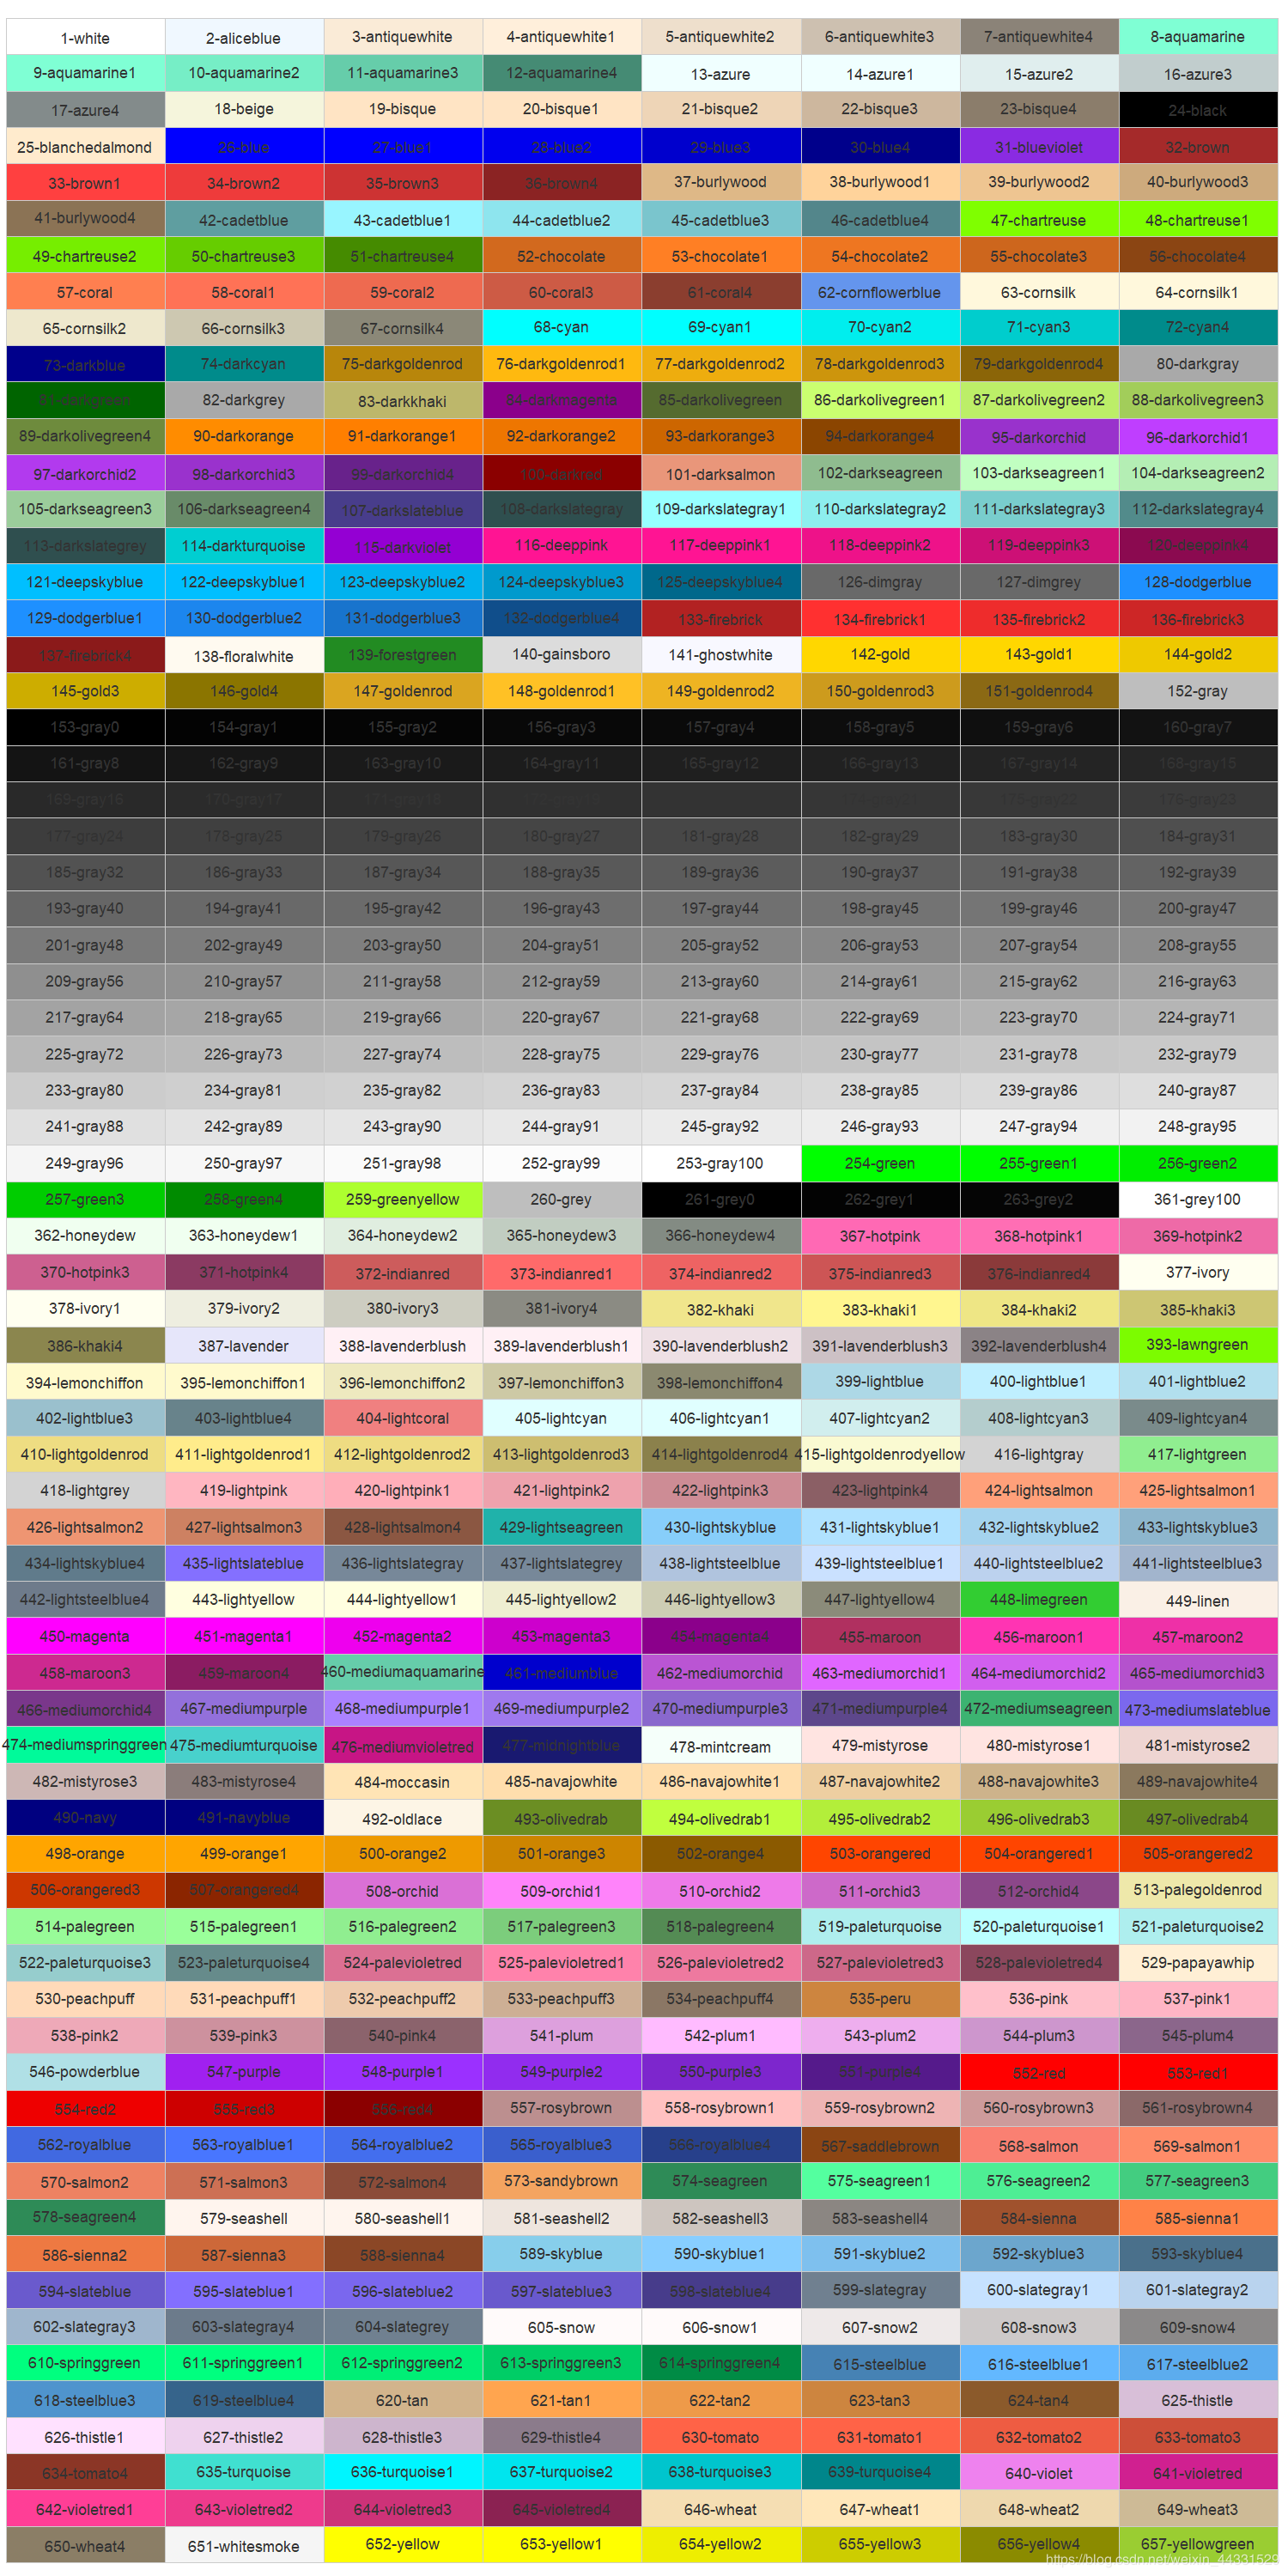 1-white 2-aliceblue 3-antiquewhite 4-antiquewhite1 5-antiquewhite2 6-antiquewhite3 7-antiquewhite4 8-aquamarine
9-aquamarine1 10-aquamarine2 11-aquamarine3 12-aquamarine4 13-azure 14-azure1 15-azure2 16-azure3
17-azure4 18-beige 19-bisque 20-bisque1 21-bisque2 22-bisque3 23-bisque4 24-black
25-blanchedalmond 26-blue 27-blue1 28-blue2 29-blue3 30-blue4 31-blueviolet 32-brown
33-brown1 34-brown2 35-brown3 36-brown4 37-burlywood 38-burlywood1 39-burlywood2 40-burlywood3
41-burlywood4 42-cadetblue 43-cadetblue1 44-cadetblue2 45-cadetblue3 46-cadetblue4 47-chartreuse 48-chartreuse1
49-chartreuse2 50-chartreuse3 51-chartreuse4 52-chocolate 53-chocolate1 54-chocolate2 55-chocolate3 56-chocolate4
57-coral 58-coral1 59-coral2 60-coral3 61-coral4 62-cornflowerblue 63-cornsilk 64-cornsilk1
65-cornsilk2 66-cornsilk3 67-cornsilk4 68-cyan 69-cyan1 70-cyan2 71-cyan3 72-cyan4
73-darkblue 74-darkcyan 75-darkgoldenrod 76-darkgoldenrod1 77-darkgoldenrod2 78-darkgoldenrod3 79-darkgoldenrod4 80-darkgray
81-darkgreen 82-darkgrey 83-darkkhaki 84-darkmagenta 85-darkolivegreen 86-darkolivegreen1 87-darkolivegreen2 88-darkolivegreen3
89-darkolivegreen4 90-darkorange 91-darkorange1 92-darkorange2 93-darkorange3 94-darkorange4 95-darkorchid 96-darkorchid1
97-darkorchid2 98-darkorchid3 99-darkorchid4 100-darkred 101-darksalmon 102-darkseagreen 103-darkseagreen1 104-darkseagreen2
105-darkseagreen3 106-darkseagreen4 107-darkslateblue 108-darkslategray 109-darkslategray1 110-darkslategray2 111-darkslategray3 112-darkslategray4
113-darkslategrey 114-darkturquoise 115-darkviolet 116-deeppink 117-deeppink1 118-deeppink2 119-deeppink3 120-deeppink4
121-deepskyblue 122-deepskyblue1 123-deepskyblue2 124-deepskyblue3 125-deepskyblue4 126-dimgray 127-dimgrey 128-dodgerblue
129-dodgerblue1 130-dodgerblue2 131-dodgerblue3 132-dodgerblue4 133-firebrick 134-firebrick1 135-firebrick2 136-firebrick3
137-firebrick4 138-floralwhite 139-forestgreen 140-gainsboro 141-ghostwhite 142-gold 143-gold1 144-gold2
145-gold3 146-gold4 147-goldenrod 148-goldenrod1 149-goldenrod2 150-goldenrod3 151-goldenrod4 152-gray
153-gray0 154-gray1 155-gray2 156-gray3 157-gray4 158-gray5 159-gray6 160-gray7
161-gray8 162-gray9 163-gray10 164-gray11 165-gray12 166-gray13 167-gray14 168-gray15
169-gray16 170-gray17 171-gray18 175-gray22 176-gray23
177-gray24 178-gray25 179-gray26 180-gray27 181-gray28 182-gray29 183-gray30 184-gray31
185-gray32 186-gray33 187-gray34 188-gray35 189-gray36 190-gray37 191-gray38 192-gray39
193-gray40 194-gray41 195-gray42 196-gray43 197-gray44 198-gray45 199-gray46 200-gray47
201-gray48 202-gray49 203-gray50 204-gray51 205-gray52 206-gray53 207-gray54 208-gray55
209-gray56 210-gray57 211-gray58 212-gray59 213-gray60 214-gray61 215-gray62 216-gray63
217-gray64 218-gray65 219-gray66 220-gray67 221-gray68 222-gray69 223-gray70 224-gray71
225-gray72 226-gray73 227-gray74 228-gray75 229-gray76 230-gray77 231-gray78 232-gray79
233-gray80 234-gray81 235-gray82 236-gray83 237-gray84 238-gray85 239-gray86 240-gray87
241-gray88 242-gray89 243-gray90 244-gray91 245-gray92 246-gray93 247-gray94 248-gray95
249-gray96 250-gray97 251-gray98 252-gray99 253-gray100 254-green 255-green1 256-green2
257-green3 258-green4 259-greenyellow 260-grey 261-grey0 262-grey1 263-grey2 361-grey100
362-honeydew 363-honeydew1 364-honeydew2 365-honeydew3 366-honeydew4 367-hotpink 368-hotpink1 369-hotpink2
370-hotpink3 371-hotpink4 372-indianred 373-indianred1 374-indianred2 375-indianred3 376-indianred4 377-ivory
378-ivory1 379-ivory2 380-ivory3 381-ivory4 382-khaki 383-khaki1 384-khaki2 385-khaki3
386-khaki4 387-lavender 388-lavenderblush 389-lavenderblush1 390-lavenderblush2 391-lavenderblush3 392-lavenderblush4 393-lawngreen
394-lemonchiffon 395-lemonchiffon1 396-lemonchiffon2 397-lemonchiffon3 398-lemonchiffon4 399-lightblue 400-lightblue1 401-lightblue2
402-lightblue3 403-lightblue4 404-lightcoral 405-lightcyan 406-lightcyan1 407-lightcyan2 408-lightcyan3 409-lightcyan4
410-lightgoldenrod 411-lightgoldenrod1 412-lightgoldenrod2 413-lightgoldenrod3 414-lightgoldenrod4 415-lightgoldenrodyellow 416-lightgray 417-lightgreen
418-lightgrey 419-lightpink 420-lightpink1 421-lightpink2 422-lightpink3 423-lightpink4 424-lightsalmon 425-lightsalmon1
426-lightsalmon2 427-lightsalmon3 428-lightsalmon4 429-lightseagreen 430-lightskyblue 431-lightskyblue1 432-lightskyblue2 433-lightskyblue3
434-lightskyblue4 435-lightslateblue 436-lightslategray 437-lightslategrey 438-lightsteelblue 439-lightsteelblue1 440-lightsteelblue2 441-lightsteelblue3
442-lightsteelblue4 443-lightyellow 444-lightyellow1 445-lightyellow2 446-lightyellow3 447-lightyellow4 448-limegreen 449-linen
450-magenta 451-magenta1 452-magenta2 453-magenta3 454-magenta4 455-maroon 456-maroon1 457-maroon2
458-maroon3 459-maroon4 460-mediumaquamarine 461-mediumblue 462-mediumorchid 463-mediumorchid1 464-mediumorchid2 465-mediumorchid3
466-mediumorchid4 467-mediumpurple 468-mediumpurple1 469-mediumpurple2 470-mediumpurple3 471-mediumpurple4 472-mediumseagreen 473-mediumslateblue
474-mediumspringgreen 475-mediumturquoise 476-mediumvioletred 477-midnightblue 478-mintcream 479-mistyrose 480-mistyrose1 481-mistyrose2
482-mistyrose3 483-mistyrose4 484-moccasin 485-navajowhite 486-navajowhite1 487-navajowhite2 488-navajowhite3 489-navajowhite4
490-navy 491-navyblue 492-oldlace 493-olivedrab 494-olivedrab1 495-olivedrab2 496-olivedrab3 497-olivedrab4
498-orange 499-orange1 500-orange2 501-orange3 502-orange4 503-orangered 504-orangered1 505-orangered2
506-orangered3 507-orangered4 508-orchid 509-orchid1 510-orchid2 511-orchid3 512-orchid4 513-palegoldenrod
514-palegreen 515-palegreen1 516-palegreen2 517-palegreen3 518-palegreen4 519-paleturquoise 520-paleturquoise1 521-paleturquoise2
522-paleturquoise3 523-paleturquoise4 524-palevioletred 525-palevioletred1 526-palevioletred2 527-palevioletred3 528-palevioletred4 529-papayawhip
530-peachpuff 531-peachpuff1 532-peachpuff2 533-peachpuff3 534-peachpuff4 535-peru 536-pink 537-pink1
538-pink2 539-pink3 540-pink4 541-plum 542-plum1 543-plum2 544-plum3 545-plum4
546-powderblue 547-purple 548-purple1 549-purple2 550-purple3 551-purple4 552-red 553-red1
554-red2 555-red3 556-red4 557-rosybrown 558-rosybrown1 559-rosybrown2 560-rosybrown3 561-rosybrown4
562-royalblue 563-royalblue1 564-royalblue2 565-royalblue3 566-royalblue4 567-saddlebrown 568-salmon 569-salmon1
570-salmon2 571-salmon3 572-salmon4 573-sandybrown 574-seagreen 575-seagreen1 576-seagreen2 577-seagreen3
578-seagreen4 579-seashell 580-seashell1 581-seashell2 582-seashell3 583-seashell4 584-sienna 585-sienna1
586-sienna2 587-sienna3 588-sienna4 589-skyblue 590-skyblue1 591-skyblue2 592-skyblue3 593-skyblue4
594-slateblue 595-slateblue1 596-slateblue2 597-slateblue3 598-slateblue4 599-slategray 600-slategray1 601-slategray2
602-slategray3 603-slategray4 604-slategrey 605-snow 606-snow1 607-snow2 608-snow3 609-snow4
610-springgreen 611-springgreen1 612-springgreen2 613-springgreen3 614-springgreen4 615-steelblue 616-steelblue1 617-steelblue2
618-steelblue3 619-steelblue4 620-tan 621-tan1 622-tan2 623-tan3 624-tan4 625-thistle
626-thistle1 627-thistle2 628-thistle3 629-thistle4 630-tomato 631-tomato1 632-tomato2 633-tomato3
634-tomato4 635-turquoise 636-turquoise1 637-turquoise2 638-turquoise3 639-turquoise4 640-violet 641-violetred
642-violetred1 643-violetred2 644-violetred3 645-violetred4 646-wheat 647-wheat1 648-wheat2 649-wheat3
650-wheat4 651-whitesmoke 652-yellow 653-yellow1 654-yellow2 655-yellow3 656-yellow4 657-yellowgreen
https://blog.csdn.net/weixin_44331529